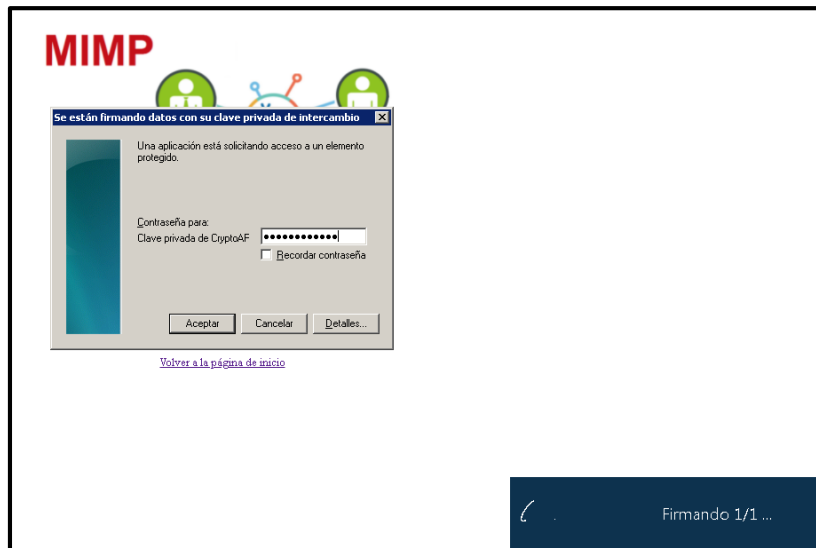 MIMP
Se están firmando datos con su clave privada de intercambio
Una aplicación está solicitando acceso a un elemento
protegido.
Contraseña para:
Clave privada de CryptoAF
Recordar contraseña
Aceptar Cancelar Detalles...
Volver a la página de inicio
Firmando 1/1 ...